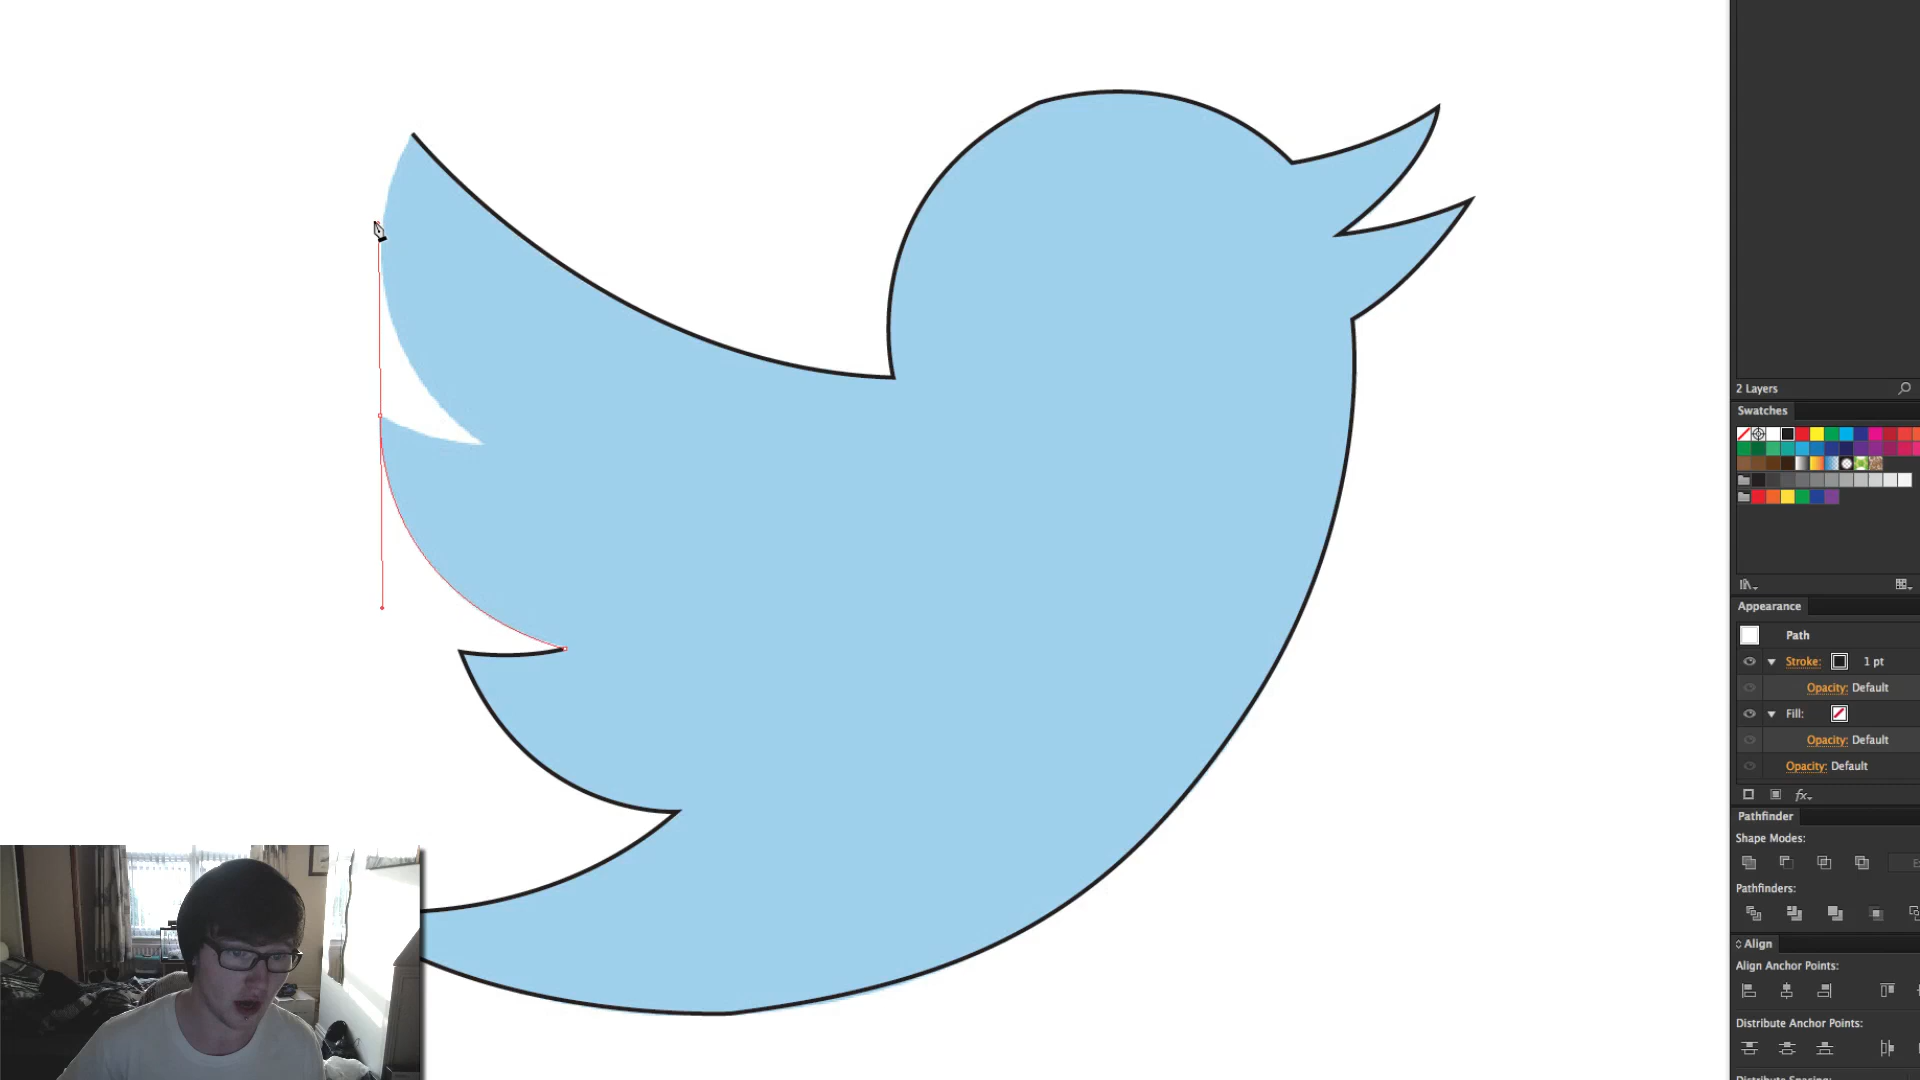 2 Layers
Swatches
Appearance
Path
Stroke: 1 pt
Opacity: Default
Fill:
Opacity: Default
Opacity: Default
fx
Pathfinder
Shape Modes:
Pathfinders:
Align
Align Anchor Points:
Distribute Anchor Points: